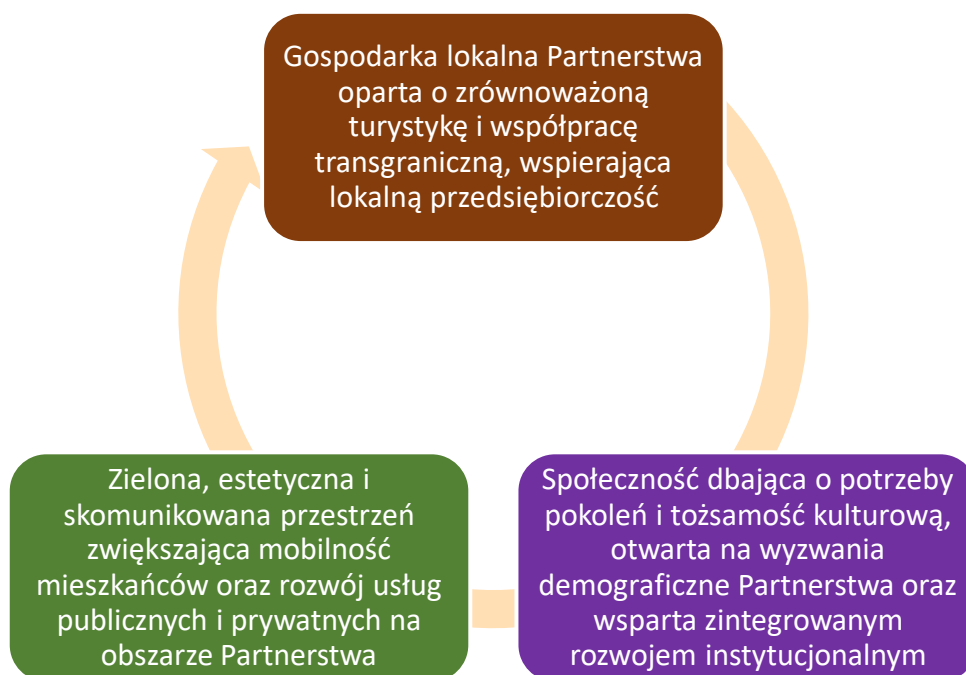 Gospodarka lokalna Partnerstwa
oparta o zrównoważoną
turystykę i współpracę
transgraniczną, wspierająca
lokalną przedsiębiorczość
Zielona, estetyczna i
skomunikowana przestrzeń
zwiększająca mobilność
mieszkańców oraz rozwój usług
publicznych i prywatnych na
obszarze Partnerstwa
Społeczność dbająca o potrzeby
pokoleń i tożsamość kulturową,
otwarta na wyzwania
demograficzne Partnerstwa oraz
wsparta zintegrowanym
rozwojem instytucjonalnym